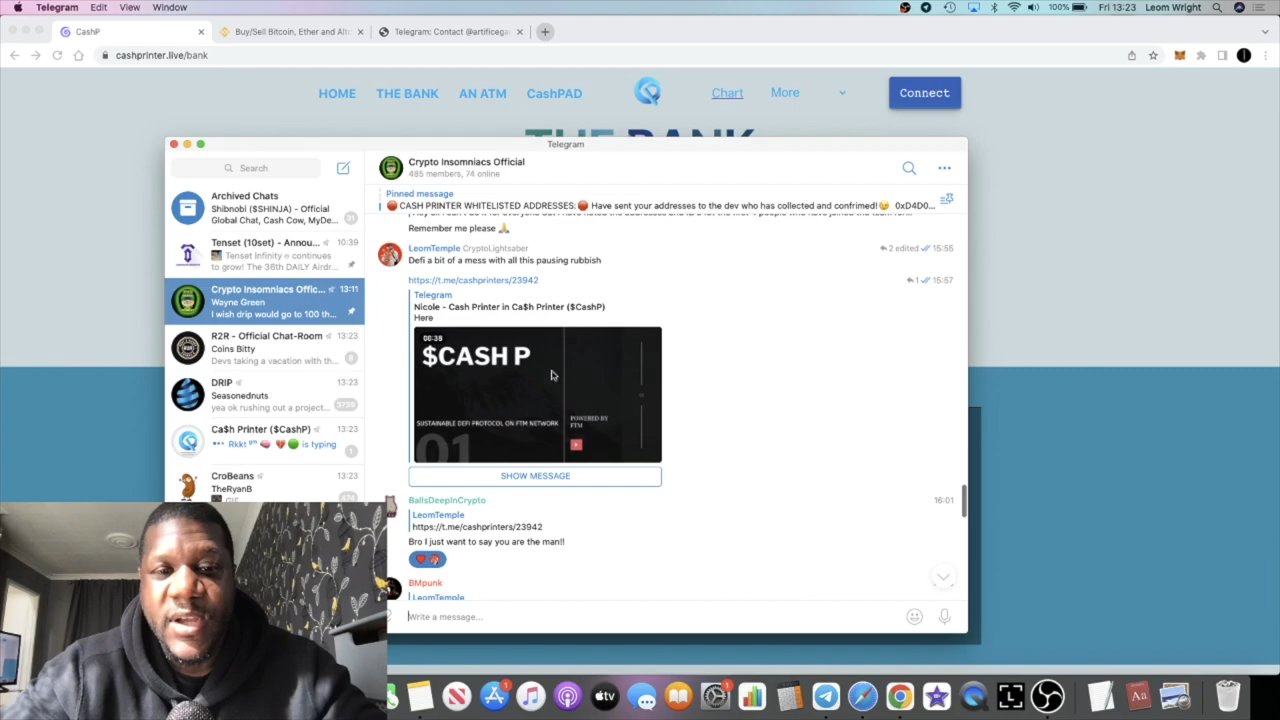 Telegram Edit View Window
100% Fri 13:23 Leom Wright
CashP
Buy/Sell Bitcoin, Ether and Alt
Telegram: Contact @artificega
cashprinter.live/bank
HOME THE BANK AN ATM CashPAD Chart More Connect
THE BANK
Telegram
Search
Archived Chats
Shibnobi ($SHINJA) - Official
Global Chat, Cash Cow, MyDe...
31
Tenset (10set) - Annou... 10:39
Tenset Infinity continues
to grow! The 36th DAILY Airdr...
Crypto Insomniacs Offic... 13:11
Wayne Green
I wish drip would go to 100 th...
R2R - Official Chat-Room 13:23
Coins Bitty
Devs taking a vacation with th...
DRIP 13:23
Seasonednuts
yea ok rushing out a project...
3739
Ca$h Printer ($CashP) 13:23
Rkkt is typing
1
CroBeans 13:23
TheRyanB
GIF
Crypto Insomniacs Official
485 members, 74 online
Pinned message
CASH PRINTER WHITELISTED ADDRESSES: Have sent your addresses to the dev who has collected and confrimed! 0xD4D0...
Remember me please
LeomTemple CryptoLightsaber 2 edited 15:55
Defi a bit of a mess with all this pausing rubbish
https://t.me/cashprinters/23942 1 15:57
Telegram
Nicole - Cash Printer in Ca$h Printer ($CashP)
Here
00:38
$CASH P
SUSTAINABLE DEFI PROTOCOL ON FTM NETWORK
POWERED BY
FTM
01
SHOW MESSAGE
BallsDeepInCrypto 16:01
LeomTemple
https://t.me/cashprinters/23942
Bro I just want to say you are the man!!
BMpunk
LeomTemple
Write a message...
tv